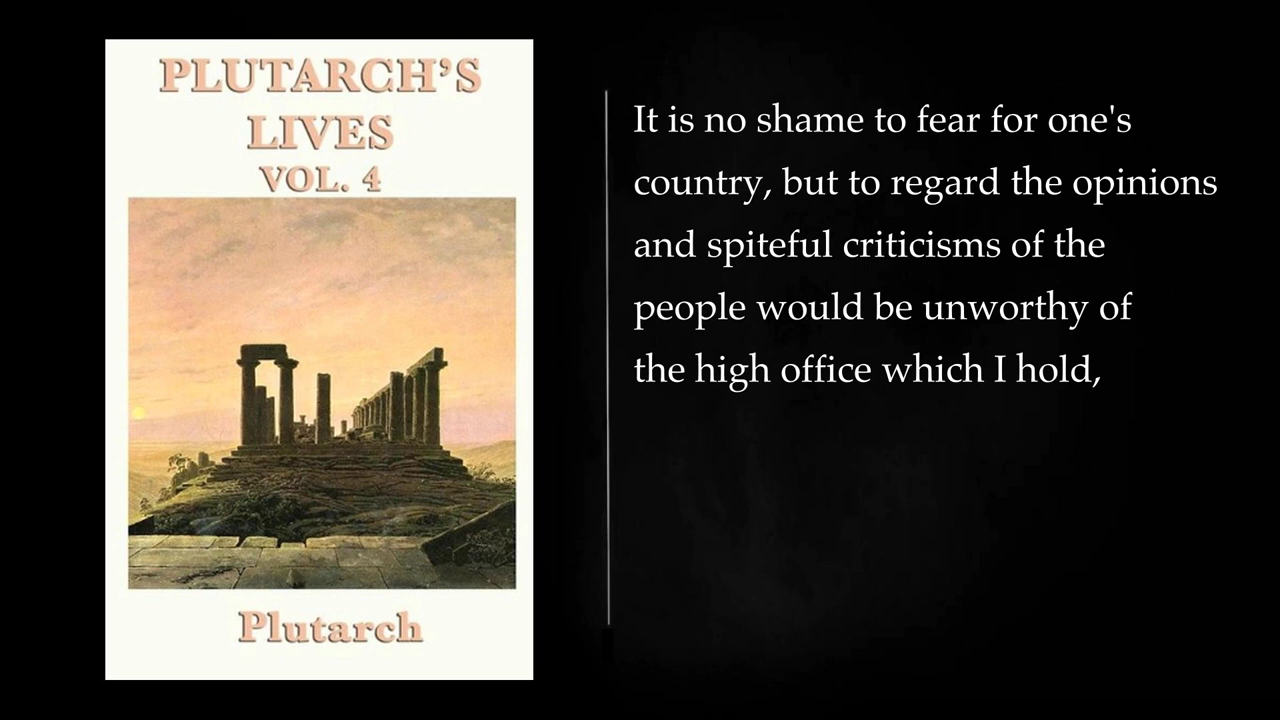 PLUTARCH'S
LIVES
VOL. 4
Plutarch
It is no shame to fear for one's
country, but to regard the opinions
and spiteful criticisms of the
people would be unworthy of
the high office which I hold,